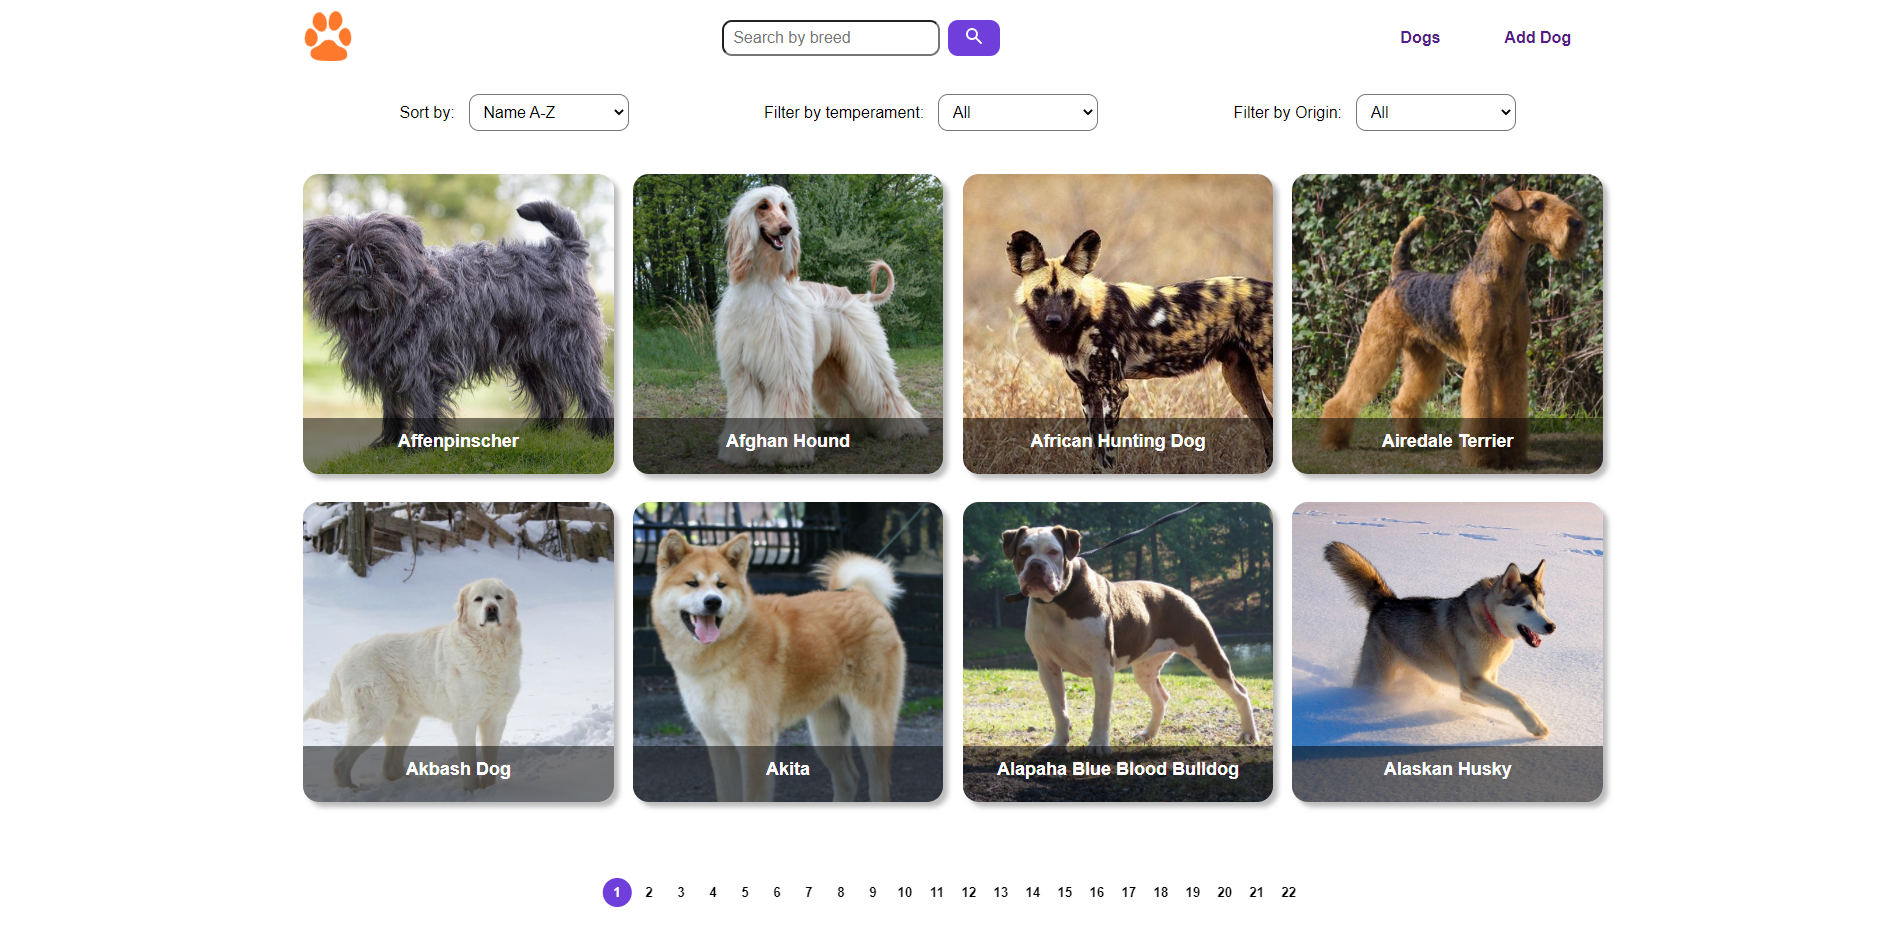 Search by breed
Dogs
Add Dog
Sort by: Name A-Z
Filter by temperament: All
Filter by Origin: All
Affenpinscher
Afghan Hound
African Hunting Dog
Airedale Terrier
Akbash Dog
Akita
Alapaha Blue Blood Bulldog
Alaskan Husky
1 2 3 4 5 6 7 8 9 10 11 12 13 14 15 16 17 18 19 20 21 22